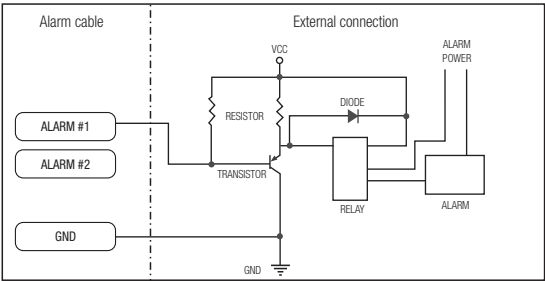 Alarm cable
External connection
ALARM
POWER
VCC
DIODE
RESISTOR
ALARM #1
ALARM #2
TRANSISTOR
RELAY
ALARM
GND
GND